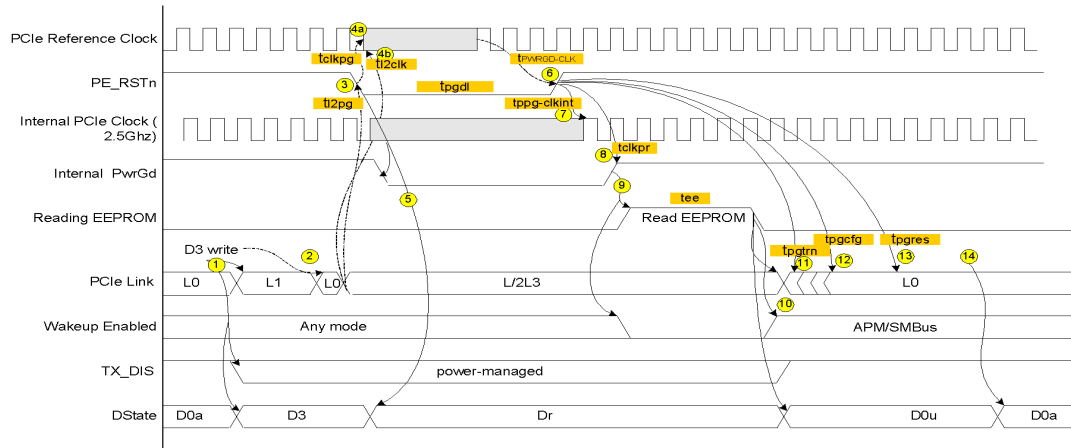 4a
PCIe Reference Clock
4b
tclkpg
tPWRGD-CLK
tl2clk
6
PE_RSTn
3
tpgdl
tl2pg
tppg-clkint
7
Internal PCIe Clock (
2.5Ghz)
tclkpr
8
Internal PwrGd
9
5
tee
Reading EEPROM
Read EEPROM
D3 write
2
tpgcfg
tpgres
tpgtrn
1
11
12
13
14
PCIe Link
L0
L1
L0
L/2L3
L0
10
Wakeup Enabled
Any mode
APM/SMBus
TX_DIS
power-managed
DState
D0a
D3
Dr
D0u
D0a